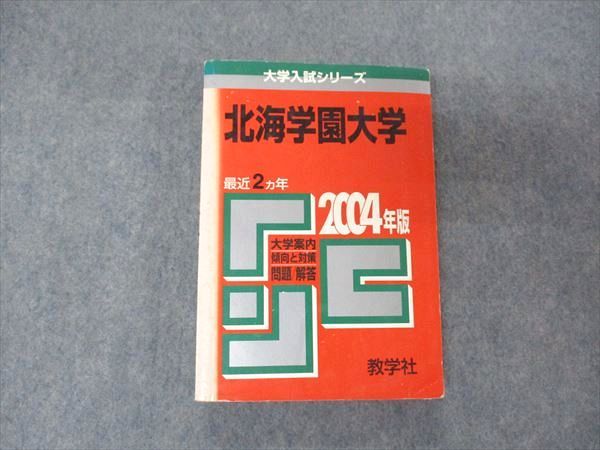 大学入試シリーズ
北海学園大学
最近2ヵ年
2004年版
大学案内
傾向と対策
問題/解答
教学社